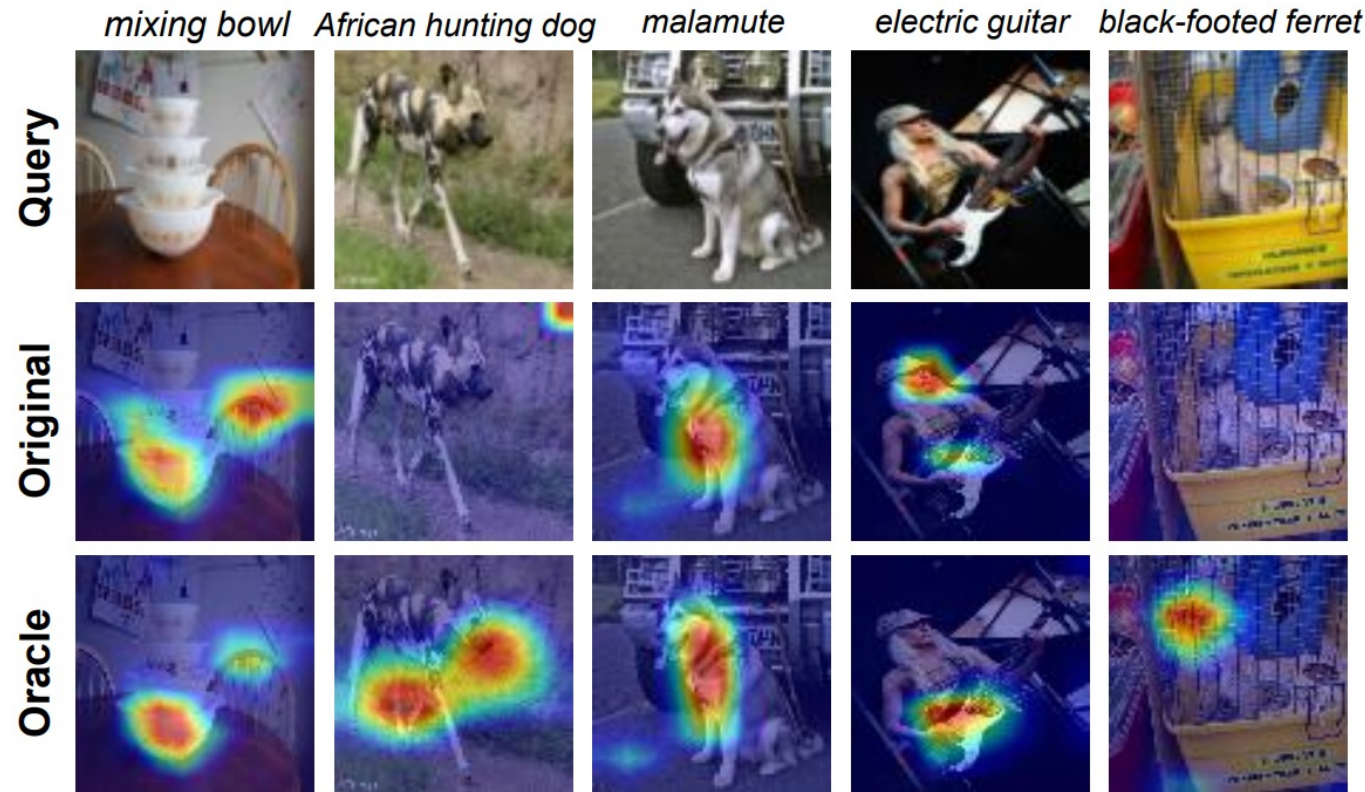 mixing bowl
African hunting dog
malamute
electric guitar
black-footed ferret
Query
Original
Oracle